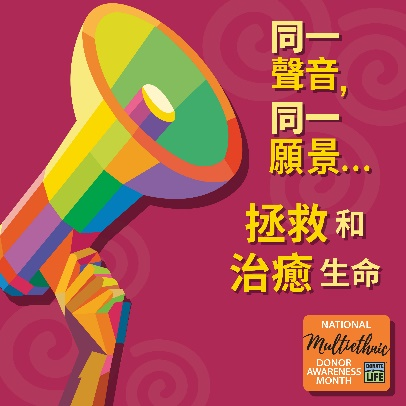 同一
聲音,
同一
願景...
拯救 和
治癒 生命
NATIONAL
Multiethnic
DONOR
AWARENESS
MONTH
DONATE
LIFE